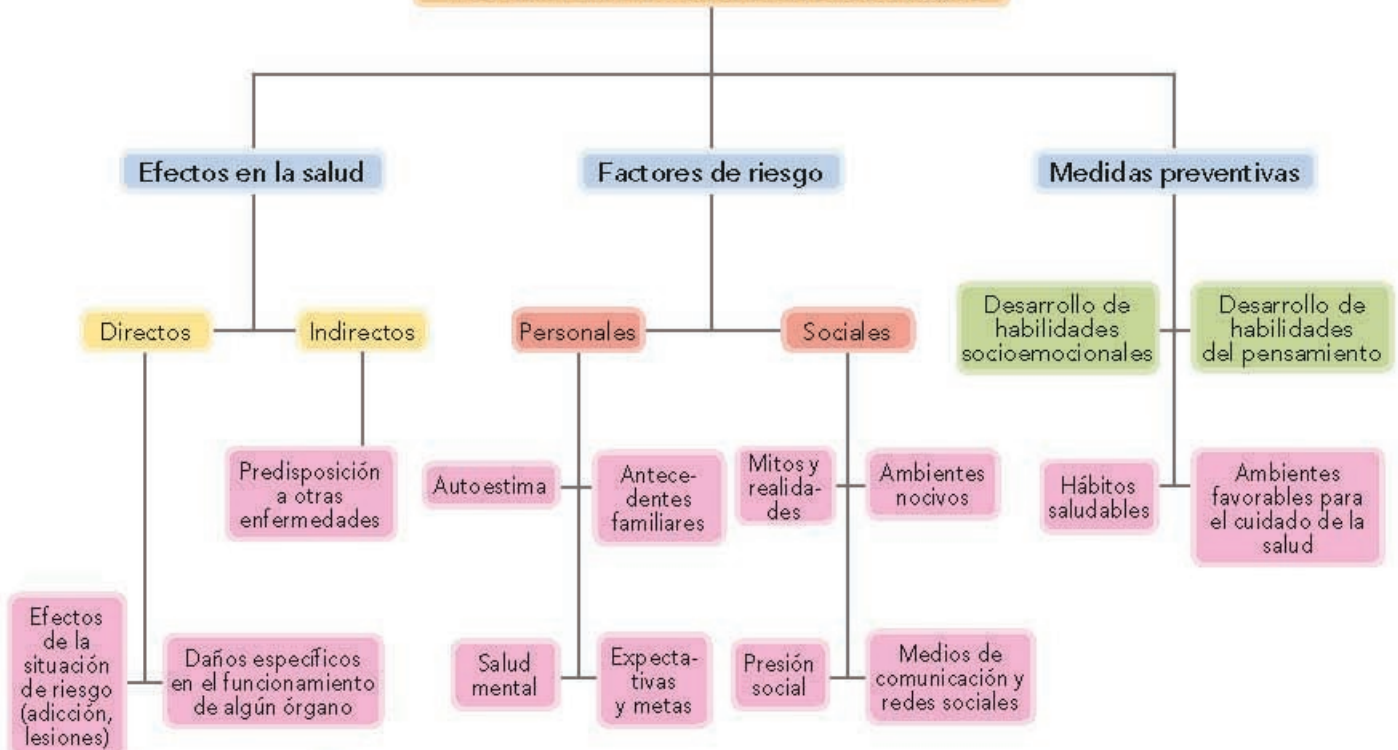 Efectos en la salud
Factores de riesgo
Medidas preventivas
Directos
Indirectos
Personales
Sociales
Desarrollo de
habilidades
socioemocionales
Desarrollo de
habilidades
del pensamiento
Predisposición
a otras
enfermedades
Autoestima
Antece-
dentes
familiares
Mitos y
realida-
des
Ambientes
nocivos
Hábitos
saludables
Ambientes
favorables para
el cuidado de la
salud
Efectos
de la
situación
de riesgo
(adicción,
lesiones)
Daños específicos
en el funcionamiento
de algún órgano
Salud
mental
Expecta-
tivas
y metas
Presión
social
Medios de
comunicación y
redes sociales